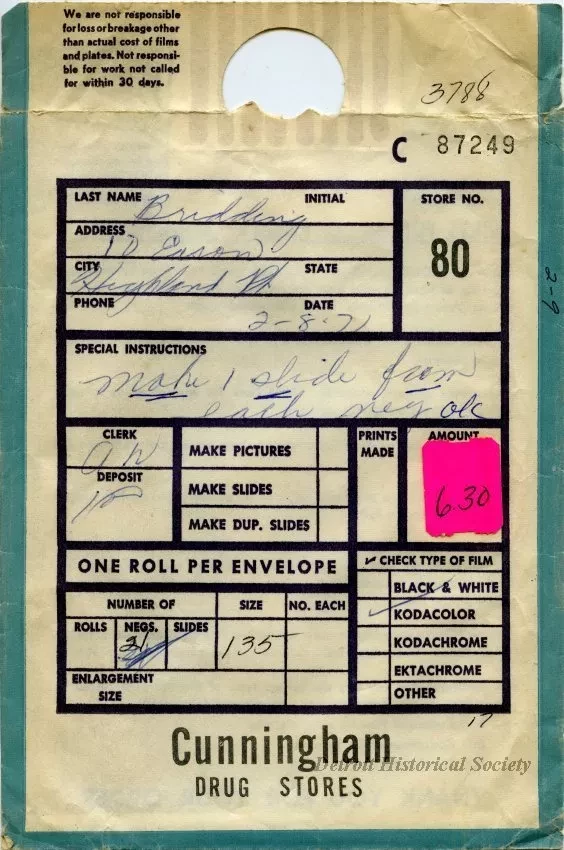 We are not responsible
for loss or breakage other
than actual cost of films
and plates. Not responsi-
ble for work not called
for within 30 days.
3788
C 87249
LAST NAME Bridding INITIAL
STORE NO.
80
ADDRESS 10 Eason
CITY Highland Pk STATE
PHONE DATE
2-8-71
9-2
SPECIAL INSTRUCTIONS
make 1 slide from
each neg ok
CLERK
DEPOSIT
MAKE PICTURES
MAKE SLIDES
MAKE DUP. SLIDES
PRINTS
MADE
AMOUNT
6.30
ONE ROLL PER ENVELOPE
✓ CHECK TYPE OF FILM
BLACK & WHITE
KODACOLOR
KODACHROME
EKTACHROME
OTHER
NUMBER OF SIZE NO. EACH
ROLLS NEGS. SLIDES
21 135
ENLARGEMENT
SIZE
17
Cunningham
DRUG STORES
Detroit Historical Society